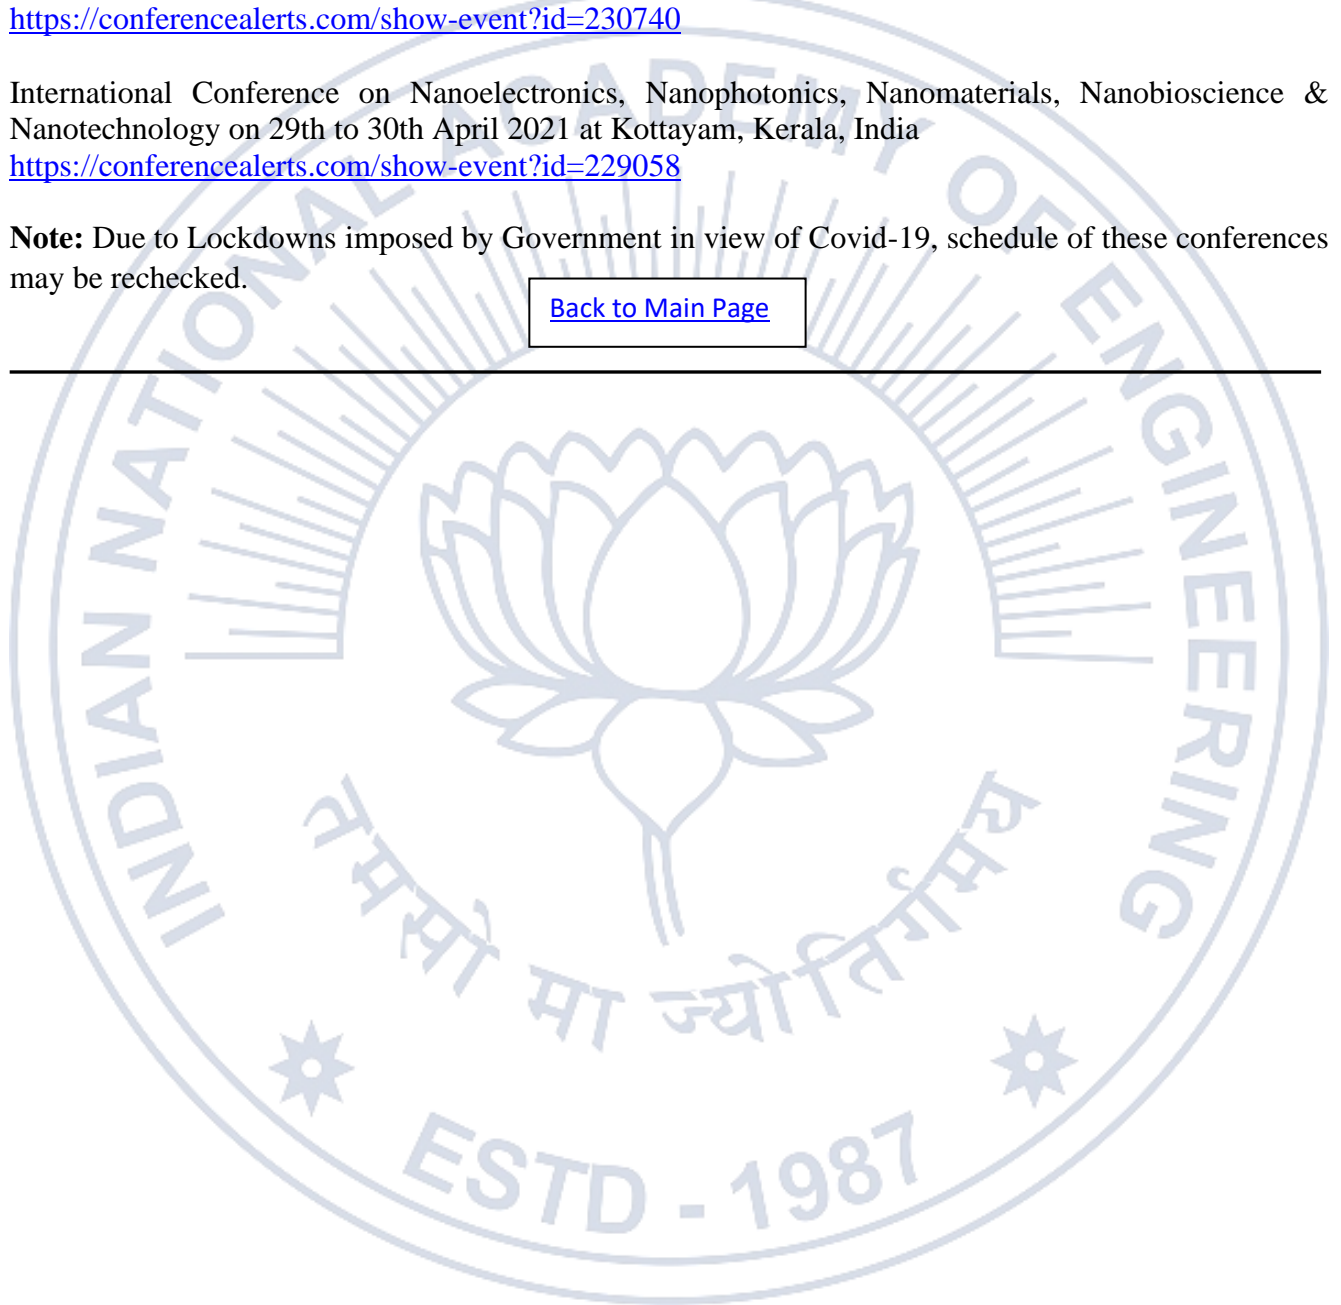 https://conferencealerts.com/show-event?id=230740
International Conference on Nanoelectronics, Nanophotonics, Nanomaterials, Nanobioscience &
Nanotechnology on 29th to 30th April 2021 at Kottayam, Kerala, India
https://conferencealerts.com/show-event?id=229058
Note: Due to Lockdowns imposed by Government in view of Covid-19, schedule of these conferences
may be rechecked.
Back to Main Page
INDIAN NATIONAL ACADEMY OF ENGINEERING
तमसो मा ज्योतिर्गमय
ESTD - 1987